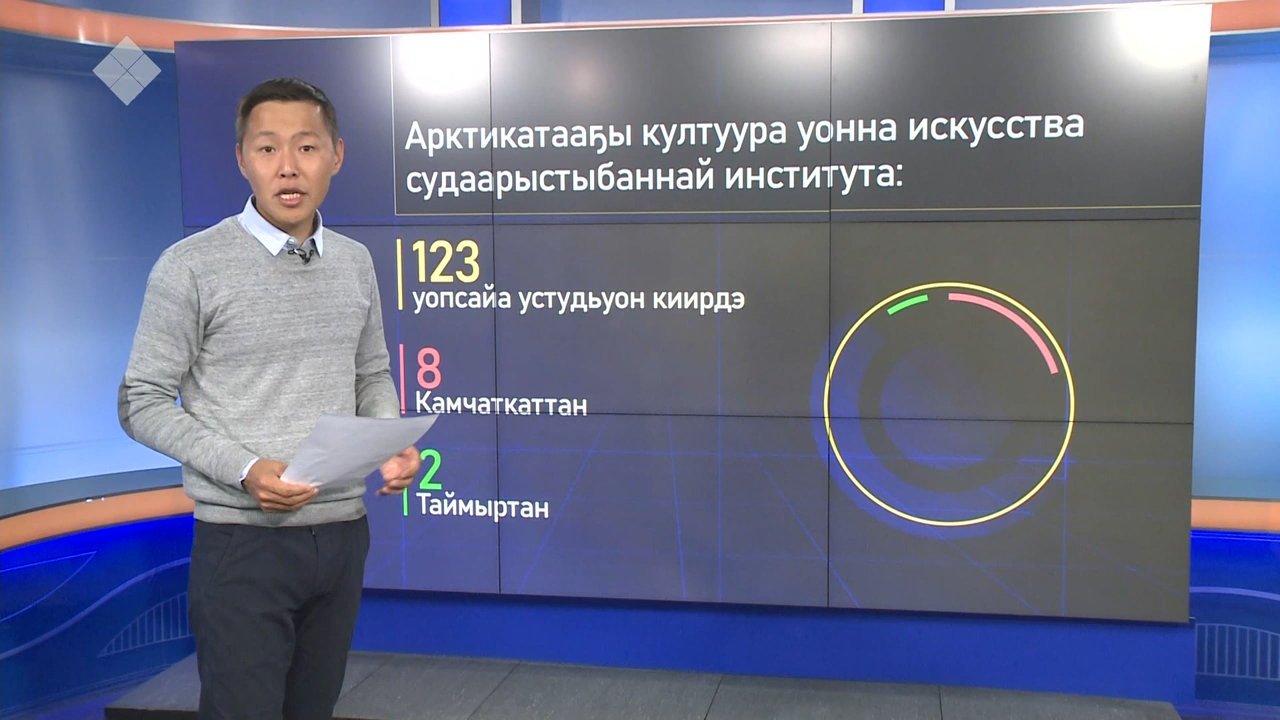 Арктикатааҕы култуура уонна искусства
судаарыстыбаннай института:
123
уопсайа устудьуон киирдэ
8
Камчаткаттан
2
Таймыртан